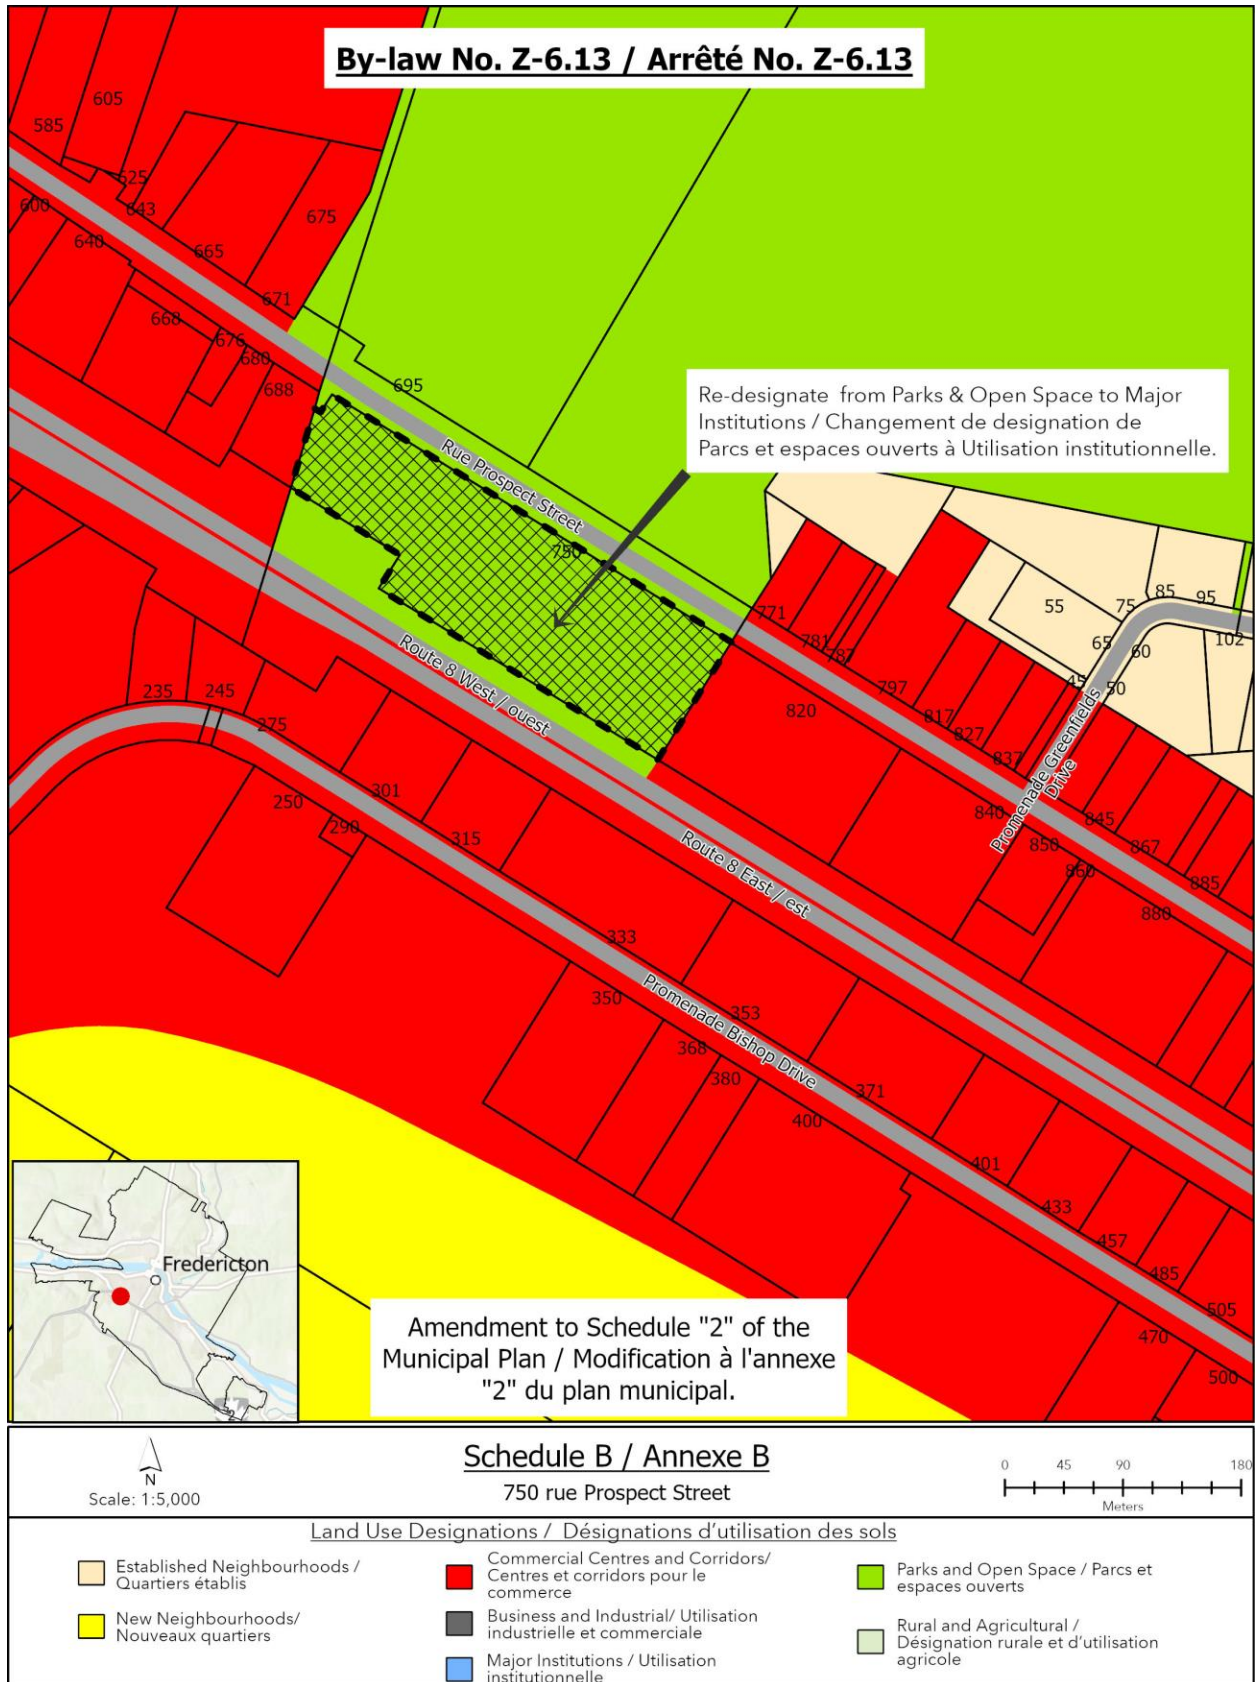 By-law No. Z-6.13 / Arrêté No. Z-6.13
605
585
625
643
600
675
640
665
671
668
676
680
688
695
Re-designate from Parks & Open Space to Major
Institutions / Changement de designation de
Parcs et espaces ouverts à Utilisation institutionnelle.
Rue Prospect Street
750
771
781
787
797
820
817
827
837
840
850
860
845
867
885
880
55
75
85
95
65
60
102
45
50
Promenade Greenfields
Drive
Route 8 West / ouest
Route 8 East / est
235
245
275
250
290
301
315
333
350
353
Promenade Bishop Drive
368
380
371
400
401
433
457
485
505
470
500
Fredericton
Amendment to Schedule "2" of the
Municipal Plan / Modification à l'annexe
"2" du plan municipal.
N
Scale: 1:5,000
Schedule B / Annexe B
750 rue Prospect Street
0 45 90 180
Meters
Land Use Designations / Désignations d'utilisation des sols
Established Neighbourhoods /
Quartiers établis
New Neighbourhoods/
Nouveaux quartiers
Commercial Centres and Corridors/
Centres et corridors pour le
commerce
Business and Industrial/ Utilisation
industrielle et commerciale
Major Institutions / Utilisation
institutionnelle
Parks and Open Space / Parcs et
espaces ouverts
Rural and Agricultural /
Désignation rurale et d'utilisation
agricole